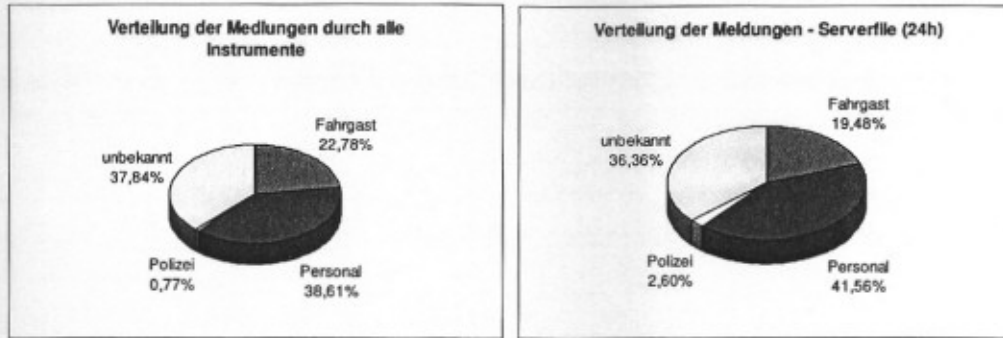 Verteilung der Medlungen durch alle
Instrumente
Fahrgast
22,78%
unbekannt
37,84%
Polizei
0,77%
Personal
38,61%
Verteilung der Meldungen - Serverfile (24h)
Fahrgast
19,48%
unbekannt
36,36%
Polizei
2,60%
Personal
41,56%